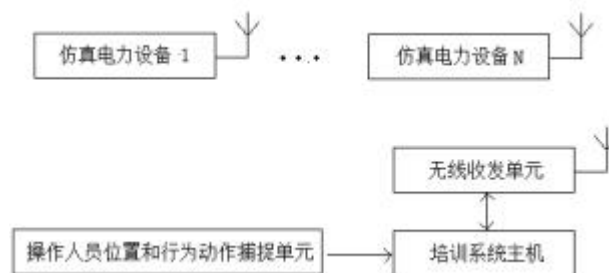 仿真电力设备 1
仿真电力设备 N
无线收发单元
操作人员位置和行为动作捕捉单元
培训系统主机